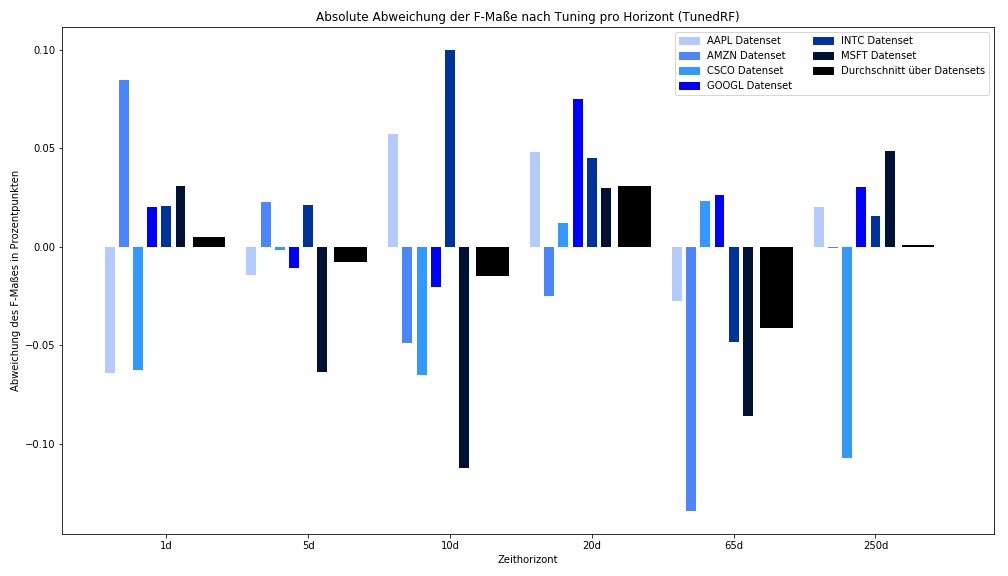 Absolute Abweichung der F-Maße nach Tuning pro Horizont (TunedRF)
AAPL Datenset
AMZN Datenset
CSCO Datenset
GOOGL Datenset
INTC Datenset
MSFT Datenset
Durchschnitt über Datensets
Abweichung des F-Maßes in Prozentpunkten
0.10
0.05
0.00
−0.05
−0.10
1d
5d
10d
20d
65d
250d
Zeithorizont